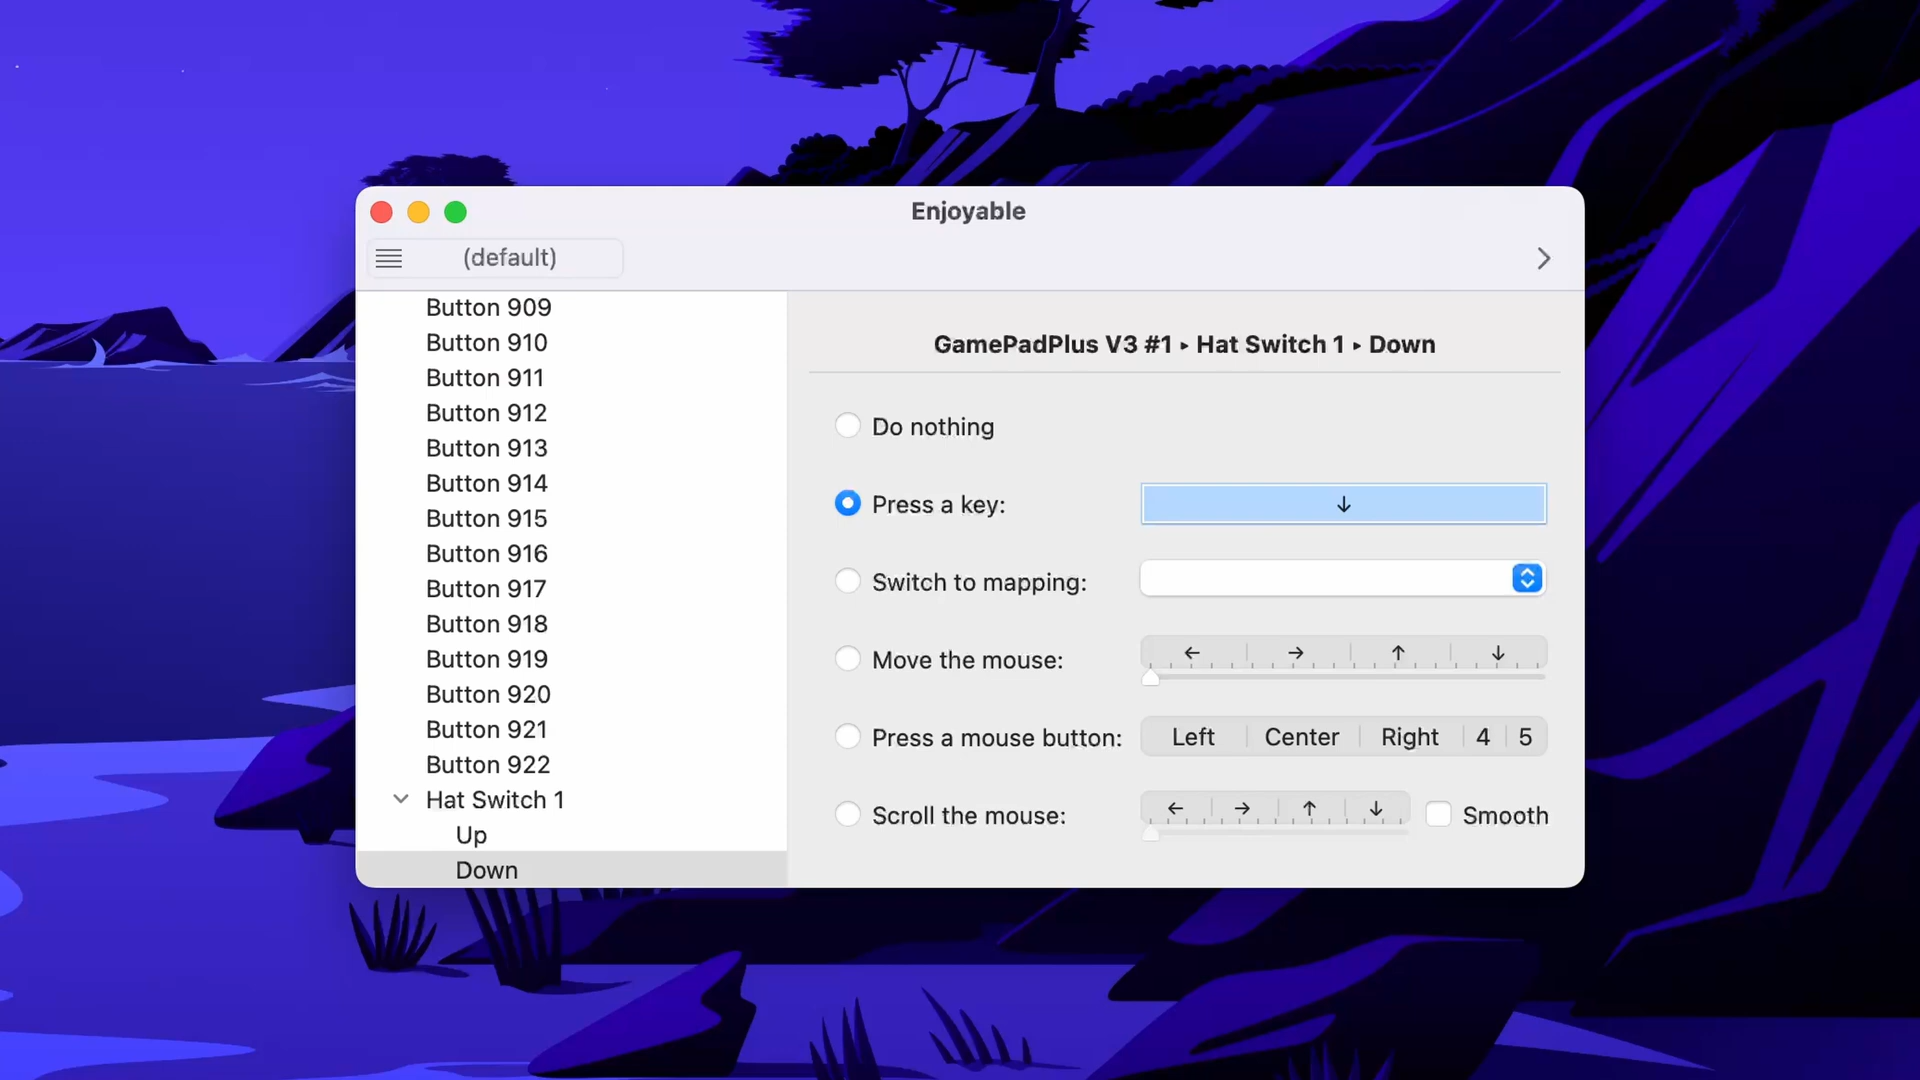 Enjoyable
(default)
Button 909
Button 910
Button 911
Button 912
Button 913
Button 914
Button 915
Button 916
Button 917
Button 918
Button 919
Button 920
Button 921
Button 922
Hat Switch 1
Up
Down
GamePadPlus V3 #1 ▸ Hat Switch 1 ▸ Down
Do nothing
Press a key: ↓
Switch to mapping:
Move the mouse: ← → ↑ ↓
Press a mouse button: Left Center Right 4 5
Scroll the mouse: ← → ↑ ↓ Smooth